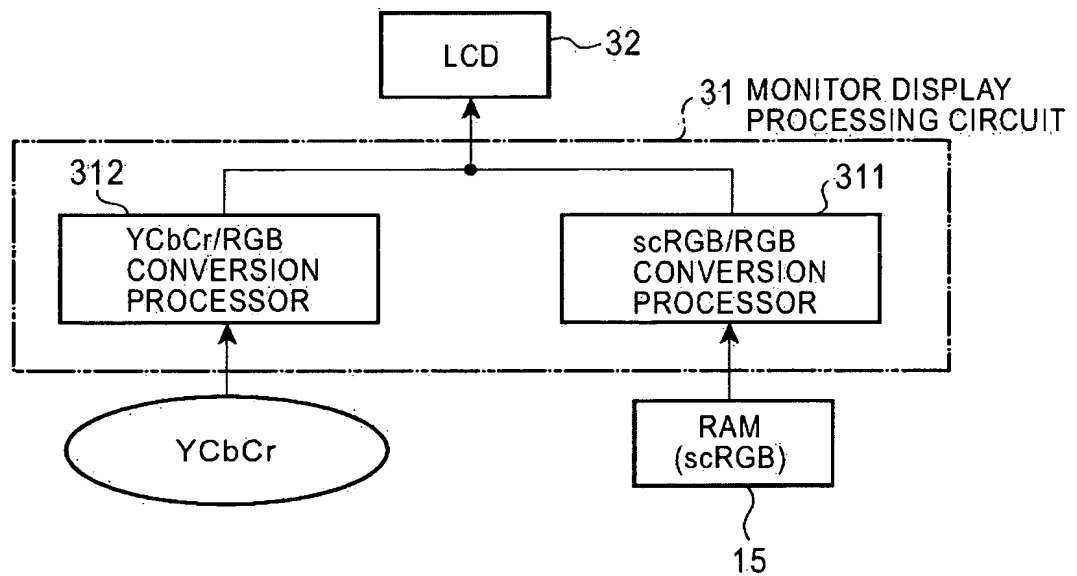 LCD
32
31 MONITOR DISPLAY
PROCESSING CIRCUIT
312
311
YCbCr/RGB
CONVERSION
PROCESSOR
scRGB/RGB
CONVERSION
PROCESSOR
YCbCr
RAM
(scRGB)
15